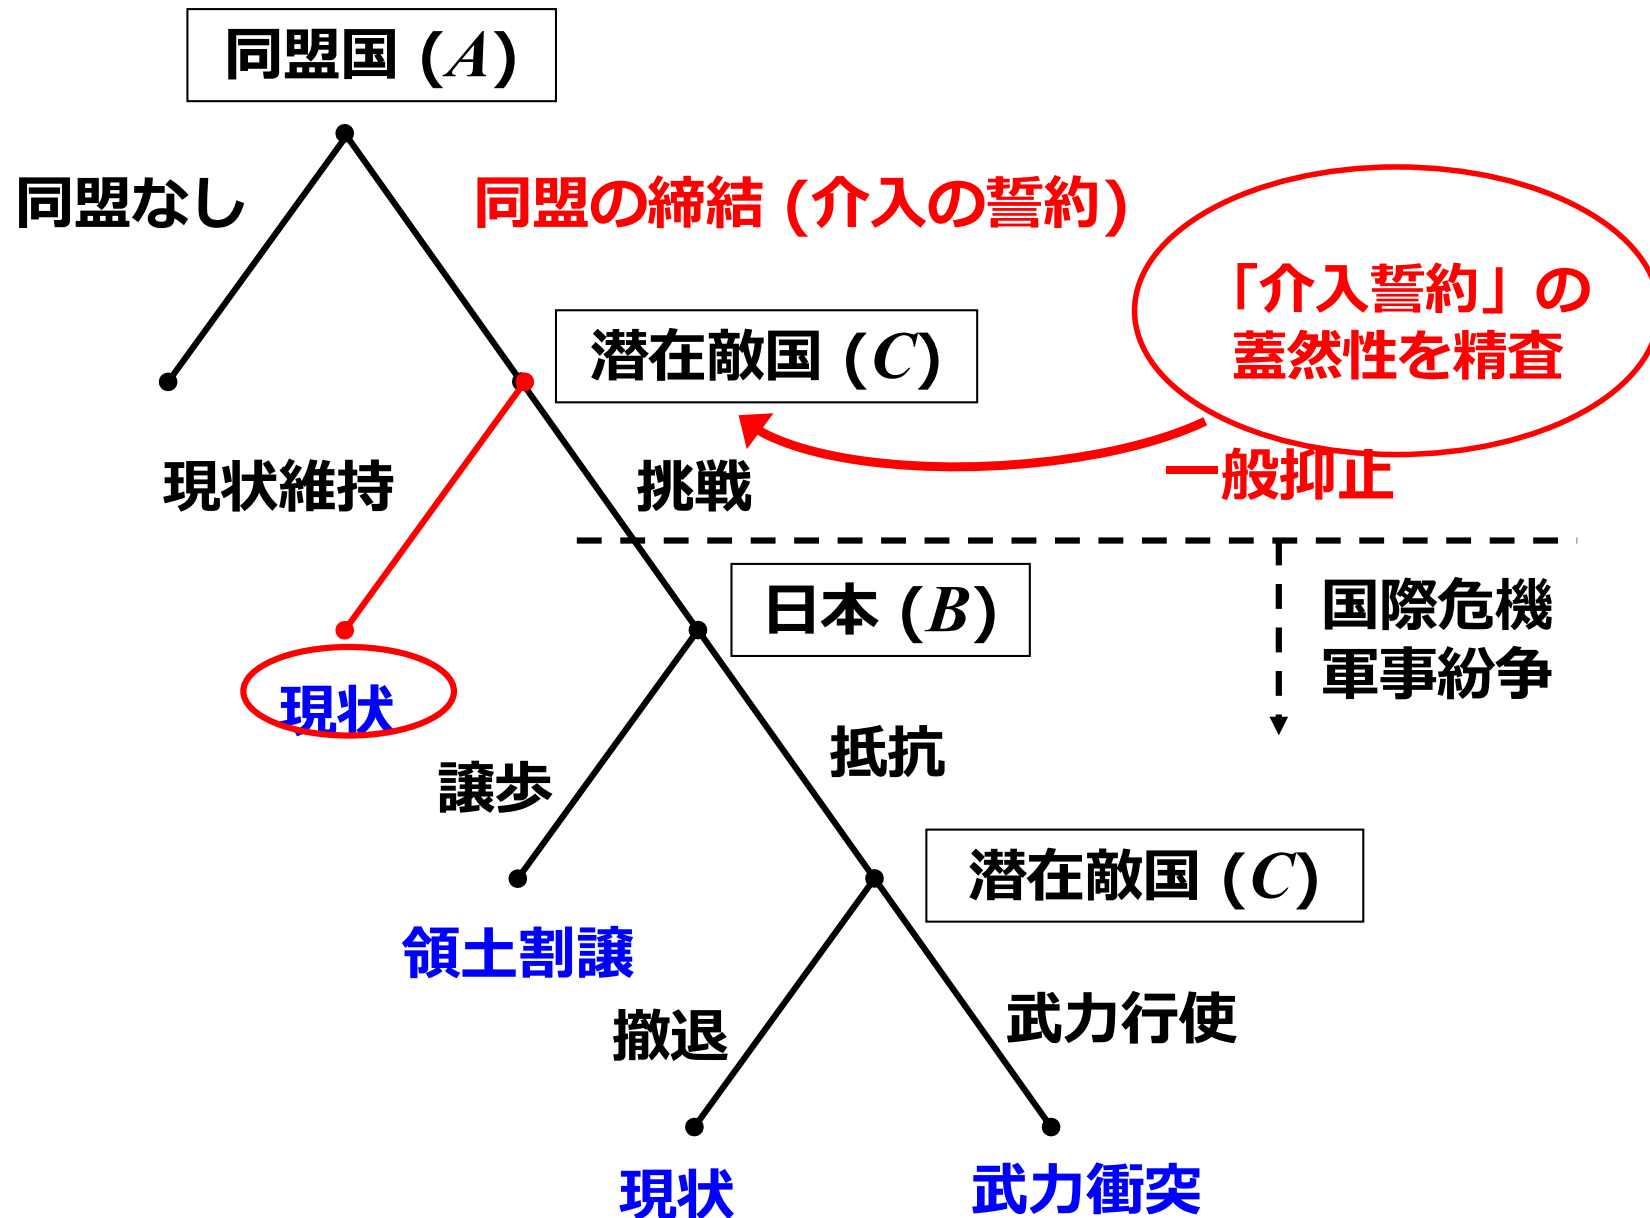 同盟国 (A)
同盟なし
同盟の締結 (介入の誓約)
「介入誓約」の
蓋然性を精査
潜在敵国 (C)
現状維持
挑戦
一般抑止
日本 (B)
国際危機
軍事紛争
現状
譲歩
抵抗
潜在敵国 (C)
領土割譲
撤退
武力行使
現状
武力衝突